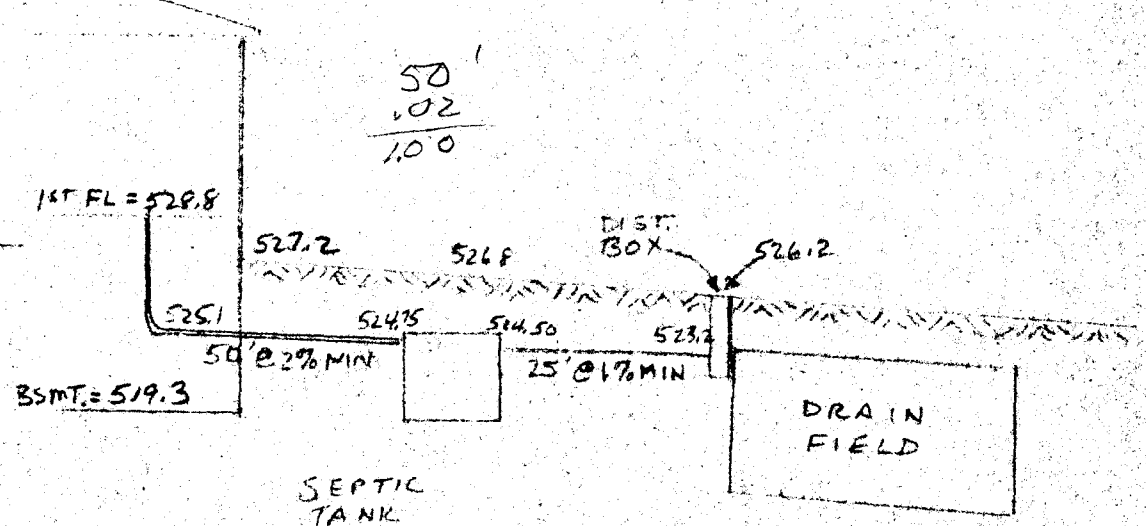 50'
.02
1.00
1ST FL = 528.8
DIST.
BOX
527.2
526.8
526.2
525.1
524.75
524.50
523.2
50' @ 2% MIN
25' @ 1% MIN
BSMT. = 519.3
DRAIN
FIELD
SEPTIC
TANK